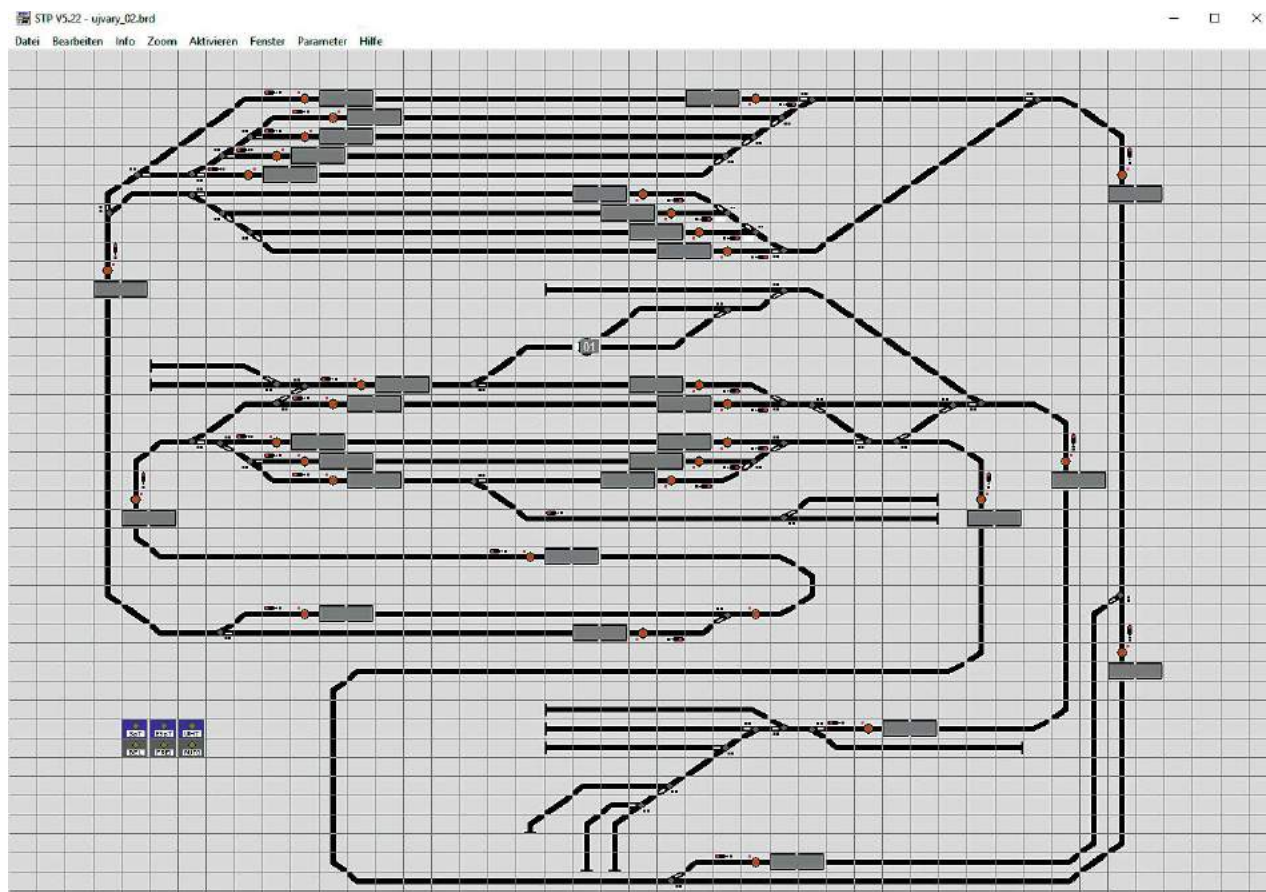 STP V5.22 - ujvary_02.brd
Datei Bearbeiten Info Zoom Aktivieren Fenster Parameter Hilfe
01